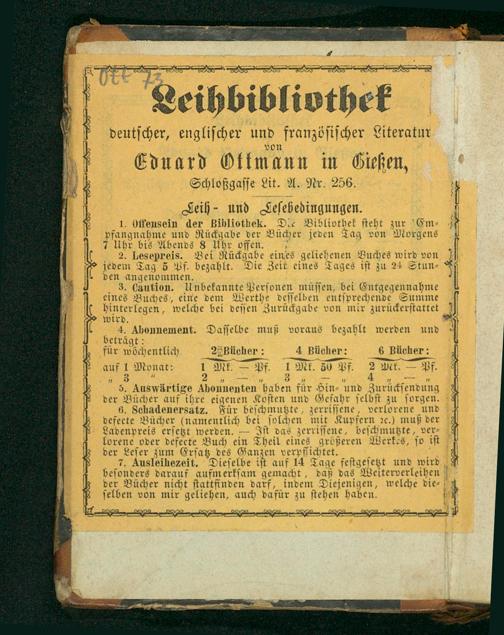 Ott 73
Leihbibliothek
deutscher, englischer und französischer Literatur
von
Eduard Ottmann in Gießen,
Schloßgasse Lit. A. Nr. 256.
Leih- und Lesebedingungen.
1. Offensein der Bibliothek. Die Bibliothek steht zur Em-
pfangnahme und Rückgabe der Bücher jeden Tag von Morgens
7 Uhr bis Abends 8 Uhr offen.
2. Lesepreis. Bei Rückgabe eines geliehenen Buches wird von
jedem Tag 5 Pf. bezahlt. Die Zeit eines Tages ist zu 24 Stun-
den angenommen.
3. Caution. Unbekannte Personen müssen, bei Entgegennahme
eines Buches, eine dem Werthe desselben entsprechende Summe
hinterlegen, welche bei dessen Zurückgabe von mir zurückerstattet
wird.
4. Abonnement. Dasselbe muß voraus bezahlt werden und
beträgt:
für wöchentlich 2 Bücher: 4 Bücher: 6 Bücher:
auf 1 Monat: 1 Mk. — Pf. 1 Mk. 50 Pf. 2 Mk. — Pf.
„ 3 „ 2 „ — „ 3 „ — „ 4 „ — „
5. Auswärtige Abonnenten haben für Hin- und Zurücksendung
der Bücher auf ihre eigenen Kosten und Gefahr selbst zu sorgen.
6. Schadenersatz. Für beschmutzte, zerrissene, verlorene und
defecte Bücher (namentlich bei solchen mit Kupfern ꝛc.) muß der
Ladenpreis ersetzt werden. — Ist das zerrissene, beschmutzte, ver-
lorene oder defecte Buch ein Theil eines größeren Werkes, so ist
der Leser zum Ersatz des Ganzen verpflichtet.
7. Ausleihezeit. Dieselbe ist auf 14 Tage festgesetzt und wird
besonders darauf aufmerksam gemacht, daß das Weiterverleihen
der Bücher nicht stattfinden darf, indem Diejenigen, welche die-
selben von mir geliehen, auch dafür zu stehen haben.